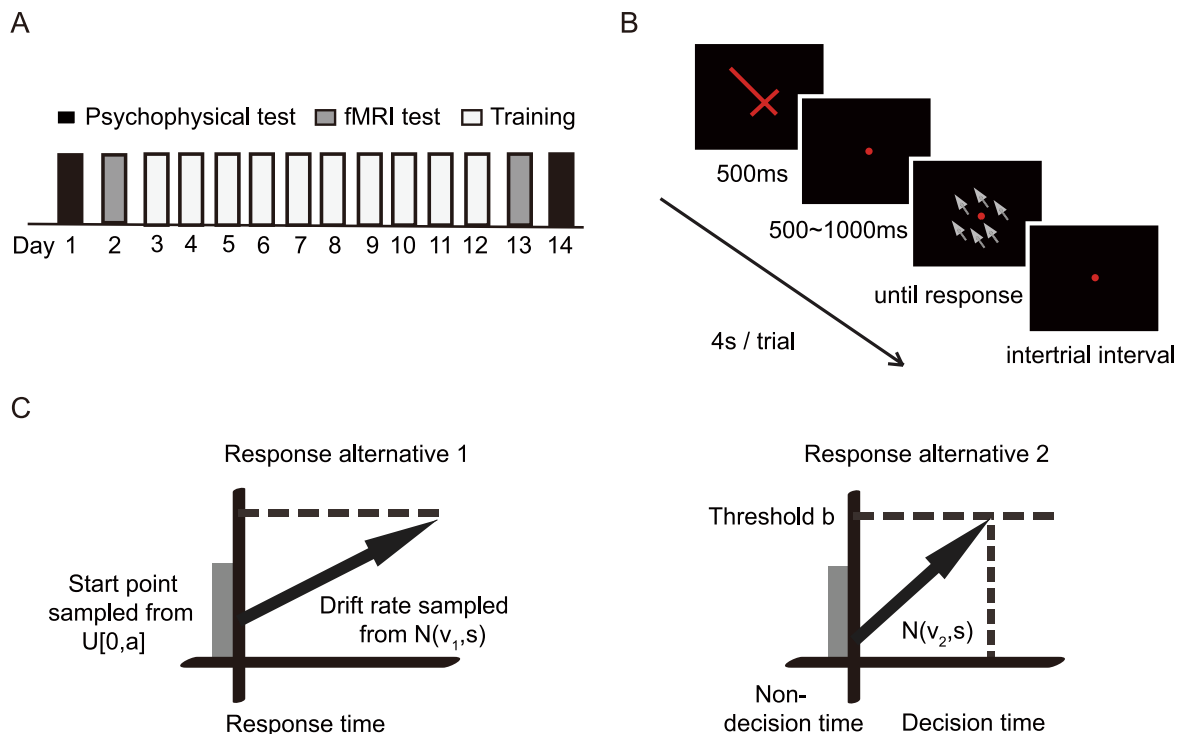 A
Psychophysical test fMRI test Training
Day 1 2 3 4 5 6 7 8 9 10 11 12 13 14
B
500ms
500~1000ms
until response
intertrial interval
4s / trial
C
Response alternative 1
Start point
sampled from
U[0,a]
Drift rate sampled
from N(v₁,s)
Response time
Response alternative 2
Threshold b
N(v₂,s)
Non-
decision time
Decision time